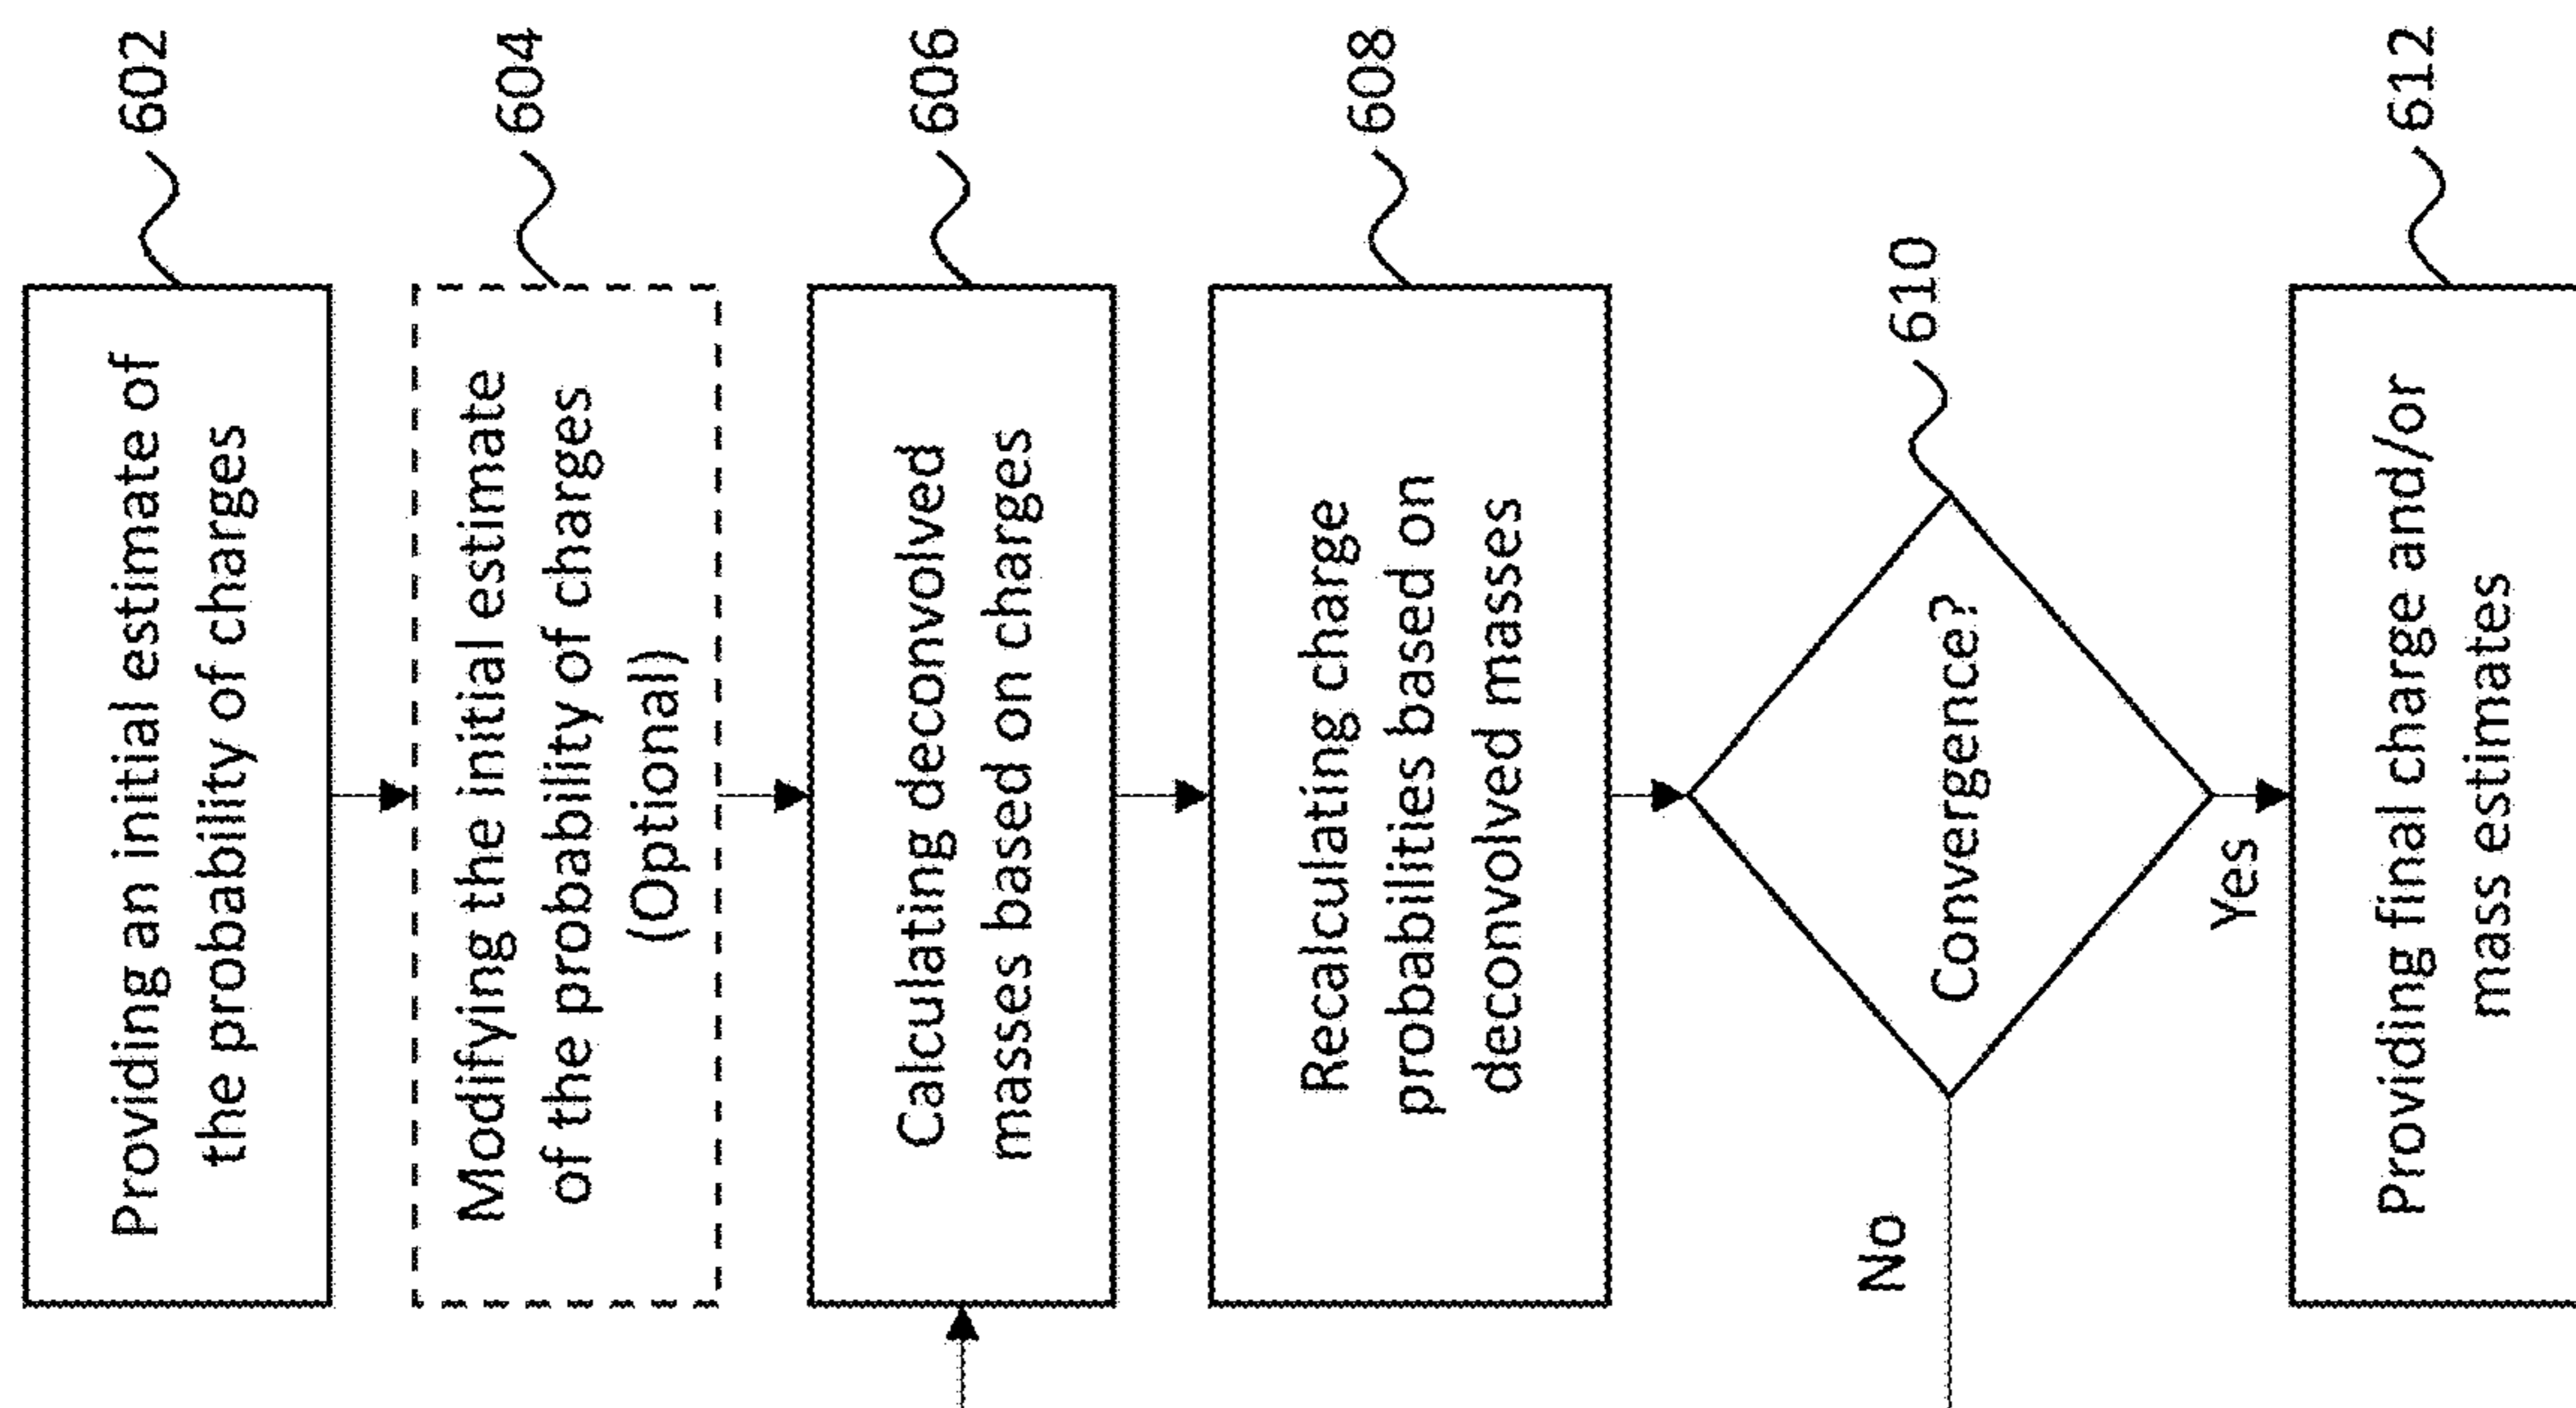 Providing an initial estimate of
the probability of charges
602
Modifying the initial estimate
of the probability of charges
(Optional)
604
Calculating deconvolved
masses based on charges
606
Recalculating charge
probabilities based on
deconvolved masses
608
Convergence?
610
No
Yes
Providing final charge and/or
mass estimates
612